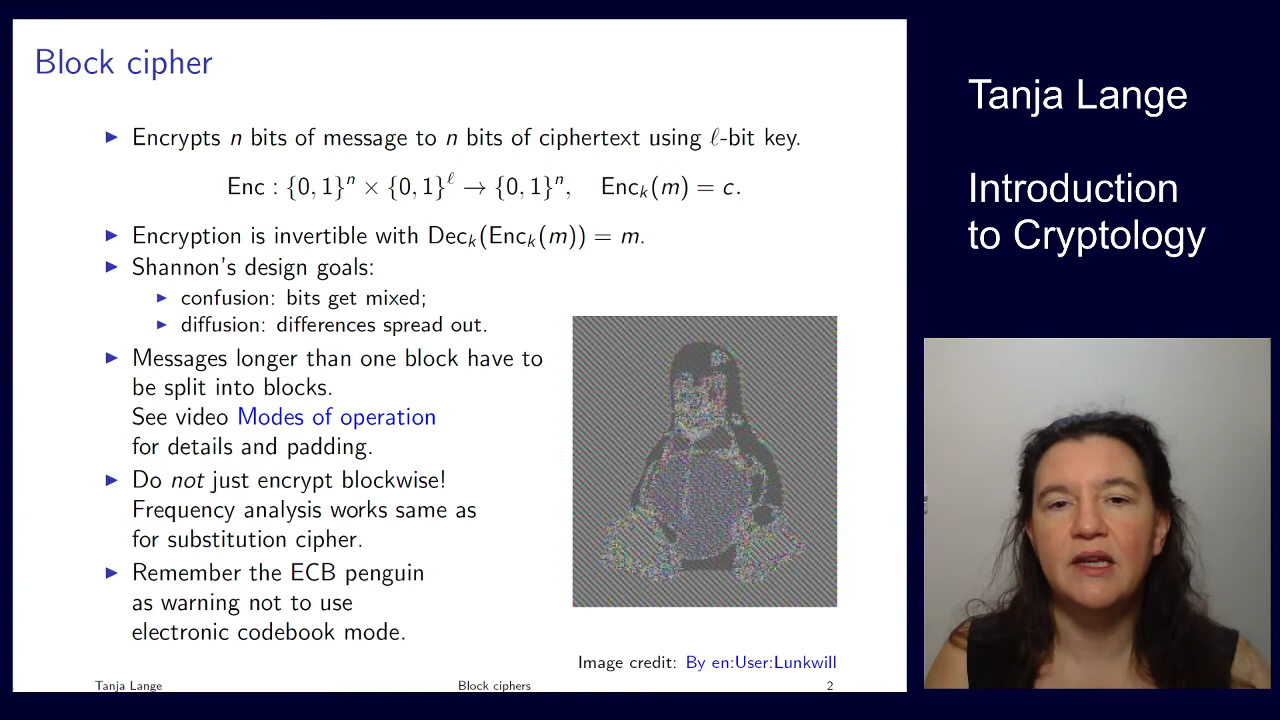 Block cipher
▶ Encrypts n bits of message to n bits of ciphertext using ℓ-bit key.
Enc : {0, 1}ⁿ × {0, 1}^ℓ → {0, 1}ⁿ, Encₖ(m) = c.
▶ Encryption is invertible with Decₖ(Encₖ(m)) = m.
▶ Shannon's design goals:
▶ confusion: bits get mixed;
▶ diffusion: differences spread out.
▶ Messages longer than one block have to
be split into blocks.
See video Modes of operation
for details and padding.
▶ Do not just encrypt blockwise!
Frequency analysis works same as
for substitution cipher.
▶ Remember the ECB penguin
as warning not to use
electronic codebook mode.
Image credit: By en:User:Lunkwill
Tanja Lange Block ciphers 2
Tanja Lange
Introduction
to Cryptology